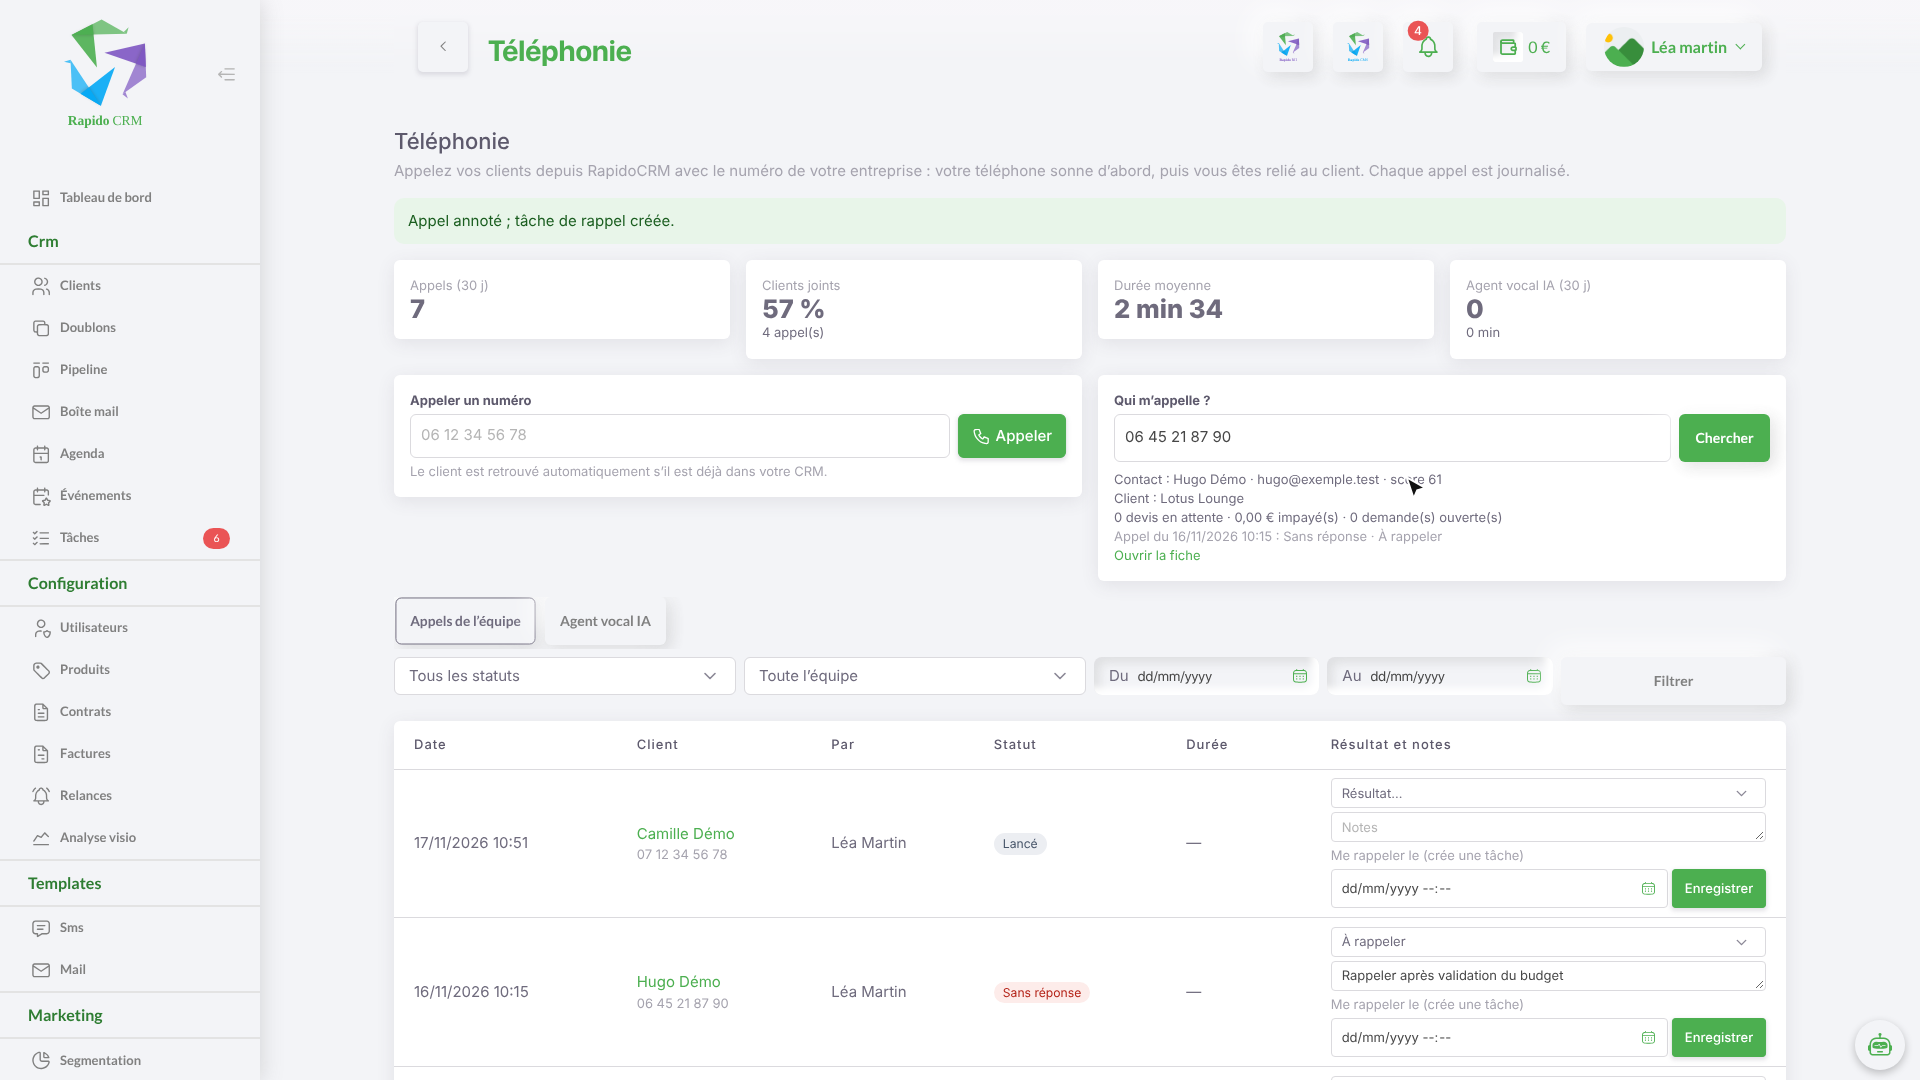 Rapido CRM
Tableau de bord
Crm
Clients
Doublons
Pipeline
Boîte mail
Agenda
Événements
Tâches 6
Configuration
Utilisateurs
Produits
Contrats
Factures
Relances
Analyse visio
Templates
Sms
Mail
Marketing
Segmentation
Téléphonie
4
0 €
Léa martin
Téléphonie
Appelez vos clients depuis RapidoCRM avec le numéro de votre entreprise : votre téléphone sonne d’abord, puis vous êtes relié au client. Chaque appel est journalisé.
Appel annoté ; tâche de rappel créée.
Appels (30 j)
7
Clients joints
57 %
4 appel(s)
Durée moyenne
2 min 34
Agent vocal IA (30 j)
0
0 min
Appeler un numéro
06 12 34 56 78 Appeler
Le client est retrouvé automatiquement s’il est déjà dans votre CRM.
Qui m’appelle ?
06 45 21 87 90 Chercher
Contact : Hugo Démo · hugo@exemple.test · score 61
Client : Lotus Lounge
0 devis en attente · 0,00 € impayé(s) · 0 demande(s) ouverte(s)
Appel du 16/11/2026 10:15 : Sans réponse · À rappeler
Ouvrir la fiche
Appels de l’équipe Agent vocal IA
Tous les statuts Toute l’équipe Du dd/mm/yyyy Au dd/mm/yyyy Filtrer
Date Client Par Statut Durée Résultat et notes
17/11/2026 10:51 Camille Démo 07 12 34 56 78 Léa Martin Lancé —
Résultat...
Notes
Me rappeler le (crée une tâche)
dd/mm/yyyy --:-- Enregistrer
16/11/2026 10:15 Hugo Démo 06 45 21 87 90 Léa Martin Sans réponse —
À rappeler
Rappeler après validation du budget
Me rappeler le (crée une tâche)
dd/mm/yyyy --:-- Enregistrer